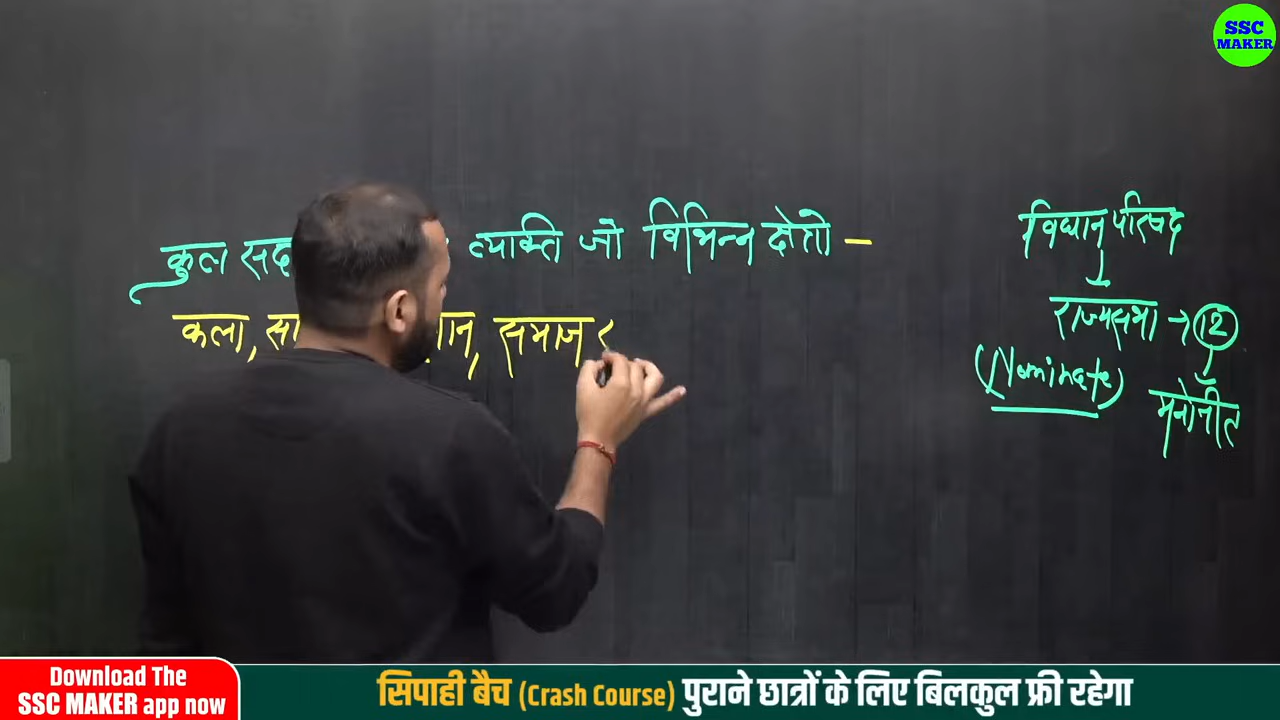 SSC
MAKER
कुल सद व्यक्ति जो विभिन्न क्षेत्रो –
कला, सा ान, समाज
विधान परिषद
राज्यसभा → 12
(Nominate)
मनोनीत
Download The
SSC MAKER app now
सिपाही बैच (Crash Course) पुराने छात्रों के लिए बिलकुल फ्री रहेगा